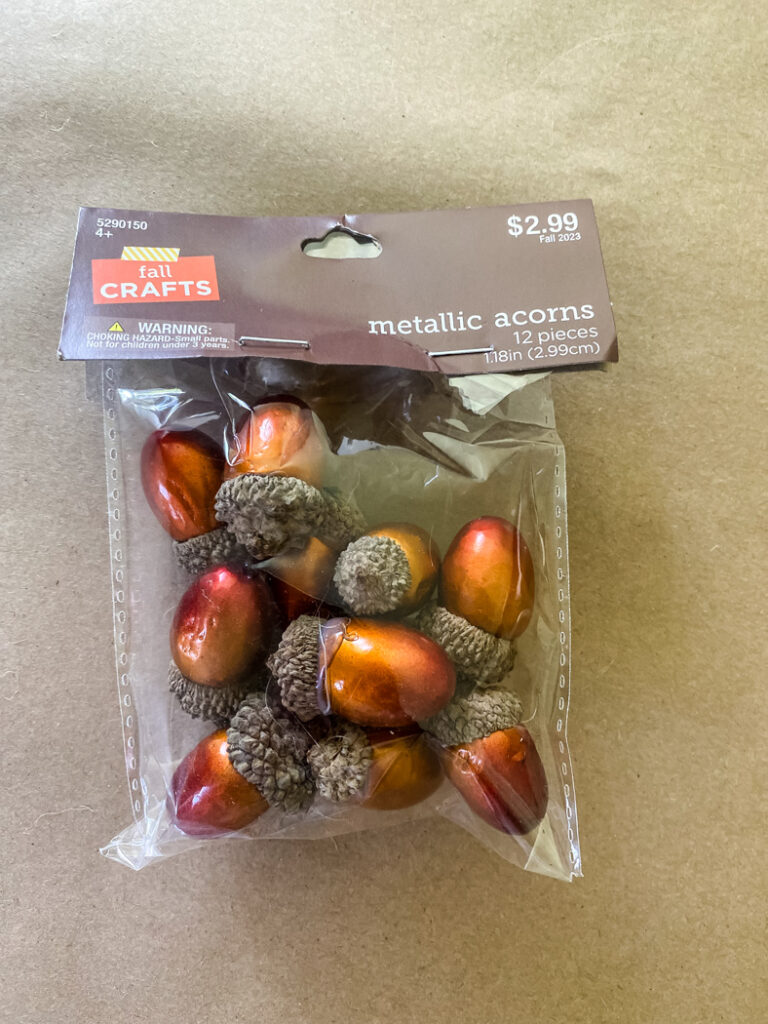 5290150
4+
$2.99
Fall 2023
fall
CRAFTS
metallic acorns
12 pieces
1.18in (2.99cm)
WARNING:
CHOKING HAZARD-Small parts.
Not for children under 3 years.